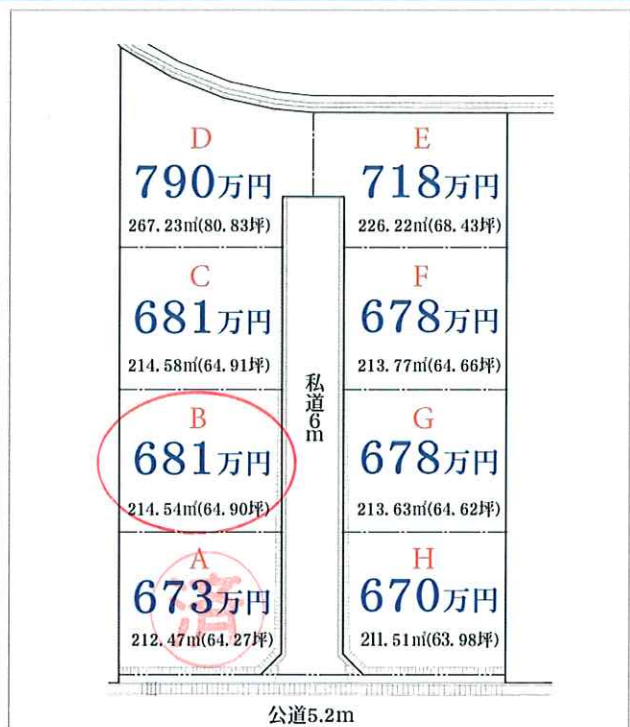 D
790万円
267.23㎡(80.83坪)
E
718万円
226.22㎡(68.43坪)
C
681万円
214.58㎡(64.91坪)
F
678万円
213.77㎡(64.66坪)
私道6m
B
681万円
214.54㎡(64.90坪)
G
678万円
213.63㎡(64.62坪)
A
673万円
212.47㎡(64.27坪)
済
H
670万円
211.51㎡(63.98坪)
公道5.2m